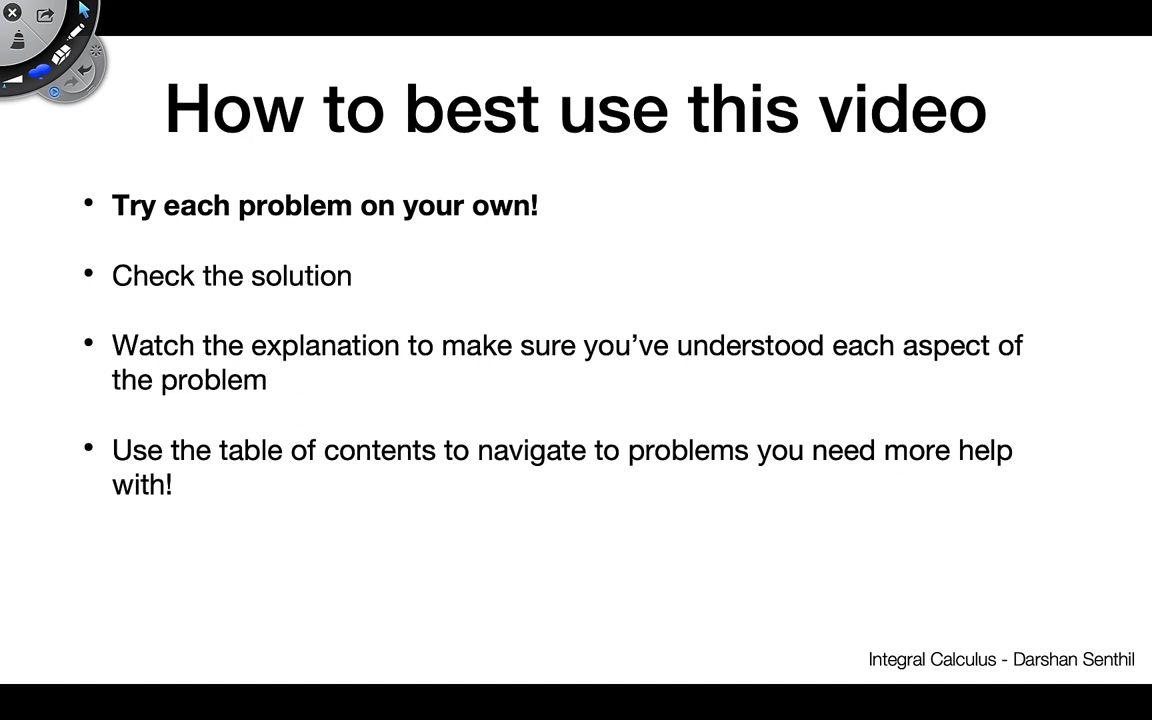 How to best use this video
• Try each problem on your own!
• Check the solution
• Watch the explanation to make sure you’ve understood each aspect of
the problem
• Use the table of contents to navigate to problems you need more help
with!
Integral Calculus - Darshan Senthil